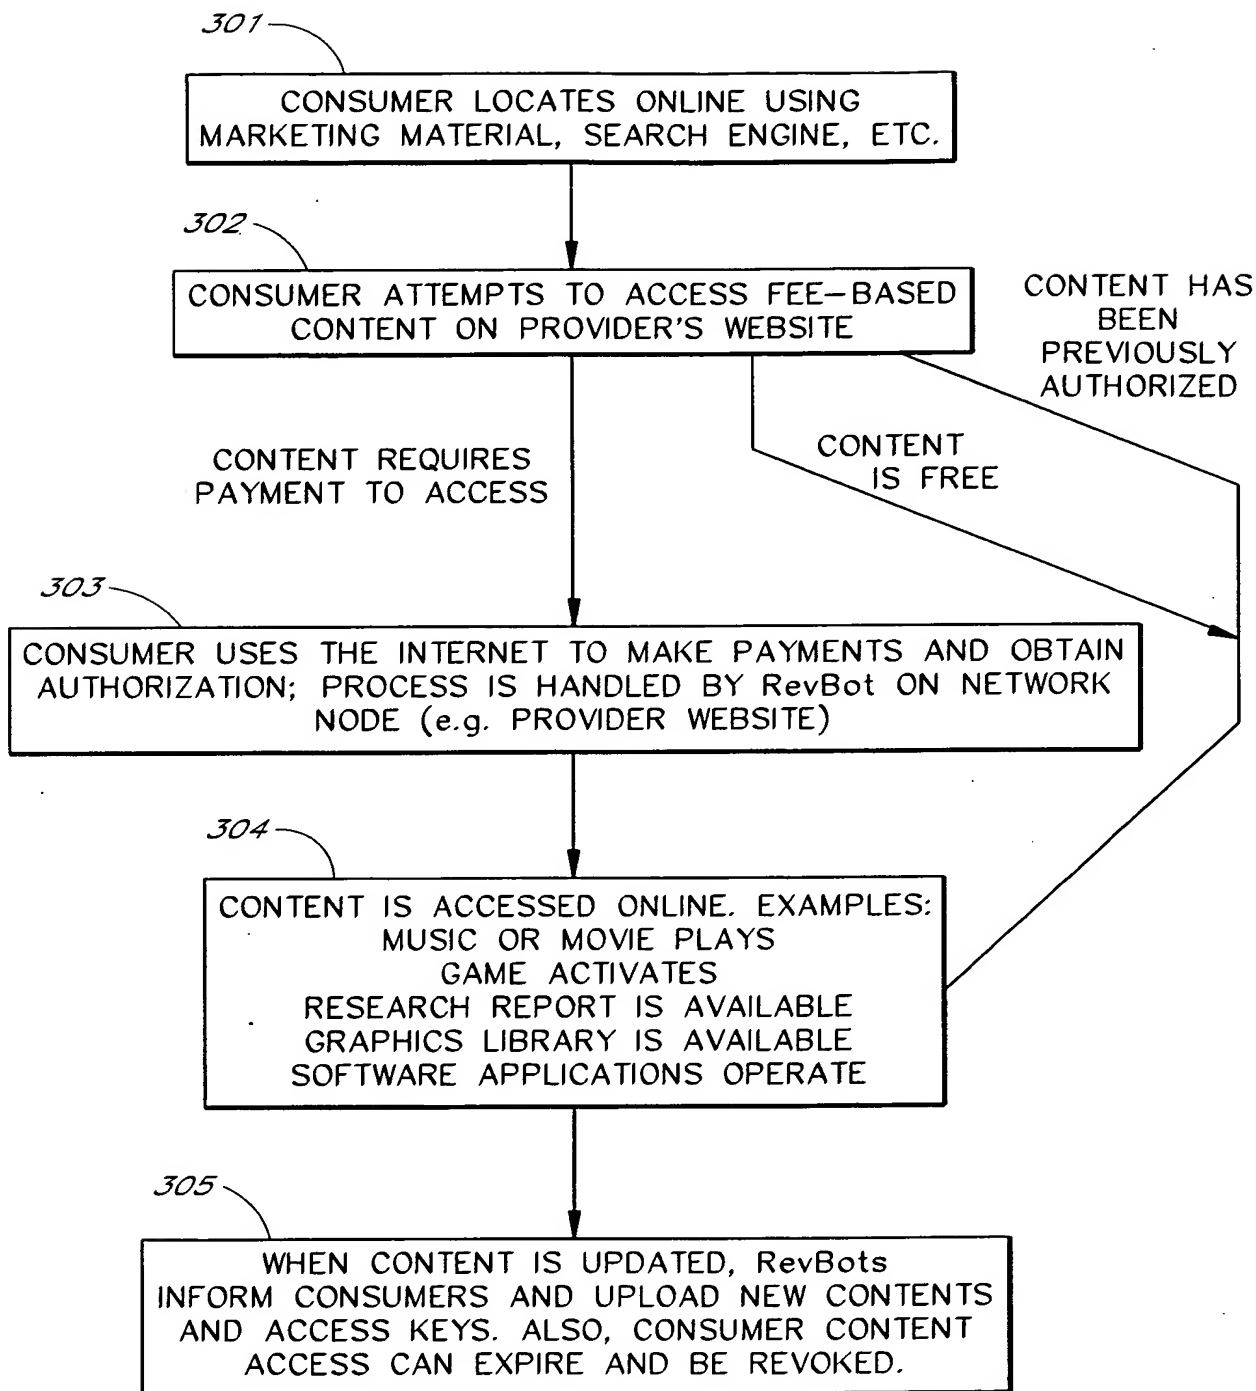 301
CONSUMER LOCATES ONLINE USING
MARKETING MATERIAL, SEARCH ENGINE, ETC.
302
CONSUMER ATTEMPTS TO ACCESS FEE-BASED
CONTENT ON PROVIDER'S WEBSITE
CONTENT HAS
BEEN
PREVIOUSLY
AUTHORIZED
CONTENT REQUIRES
PAYMENT TO ACCESS
CONTENT
IS FREE
303
CONSUMER USES THE INTERNET TO MAKE PAYMENTS AND OBTAIN
AUTHORIZATION; PROCESS IS HANDLED BY RevBot ON NETWORK
NODE (e.g. PROVIDER WEBSITE)
304
CONTENT IS ACCESSED ONLINE. EXAMPLES:
MUSIC OR MOVIE PLAYS
GAME ACTIVATES
RESEARCH REPORT IS AVAILABLE
GRAPHICS LIBRARY IS AVAILABLE
SOFTWARE APPLICATIONS OPERATE
305
WHEN CONTENT IS UPDATED, RevBots
INFORM CONSUMERS AND UPLOAD NEW CONTENTS
AND ACCESS KEYS. ALSO, CONSUMER CONTENT
ACCESS CAN EXPIRE AND BE REVOKED.